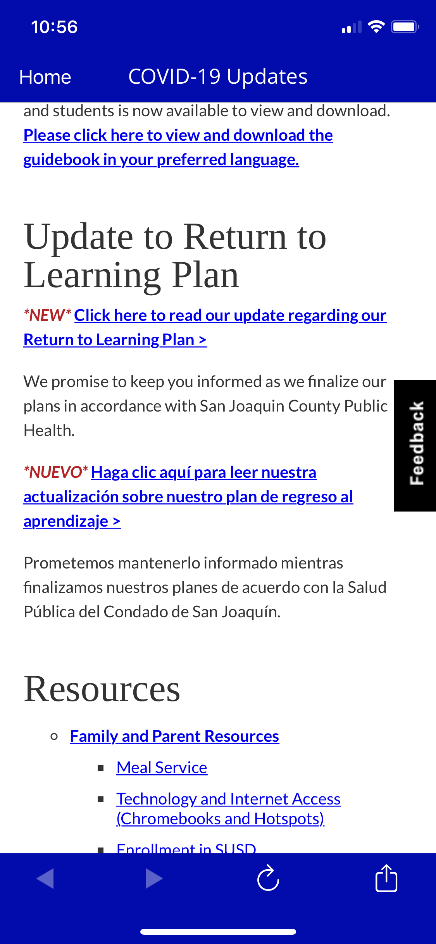 10:56
Home
COVID-19 Updates
and students is now available to view and download.
Please click here to view and download the
guidebook in your preferred language.
Update to Return to
Learning Plan
*NEW* Click here to read our update regarding our
Return to Learning Plan >
We promise to keep you informed as we finalize our
plans in accordance with San Joaquin County Public
Health.
Feedback
*NUEVO* Haga clic aquí para leer nuestra
actualización sobre nuestro plan de regreso al
aprendizaje >
Prometemos mantenerlo informado mientras
finalizamos nuestros planes de acuerdo con la Salud
Pública del Condado de San Joaquín.
Resources
Family and Parent Resources
Meal Service
Technology and Internet Access
(Chromebooks and Hotspots)
Enrollment in SUSD